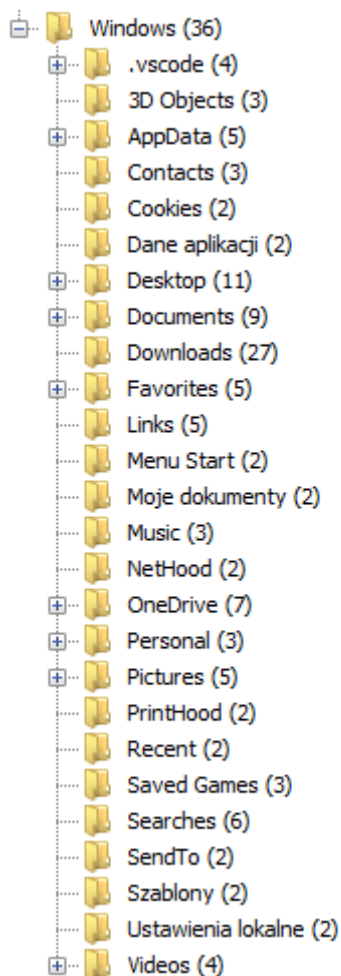 Windows (36)
.vscode (4)
3D Objects (3)
AppData (5)
Contacts (3)
Cookies (2)
Dane aplikacji (2)
Desktop (11)
Documents (9)
Downloads (27)
Favorites (5)
Links (5)
Menu Start (2)
Moje dokumenty (2)
Music (3)
NetHood (2)
OneDrive (7)
Personal (3)
Pictures (5)
PrintHood (2)
Recent (2)
Saved Games (3)
Searches (6)
SendTo (2)
Szablony (2)
Ustawienia lokalne (2)
Videos (4)